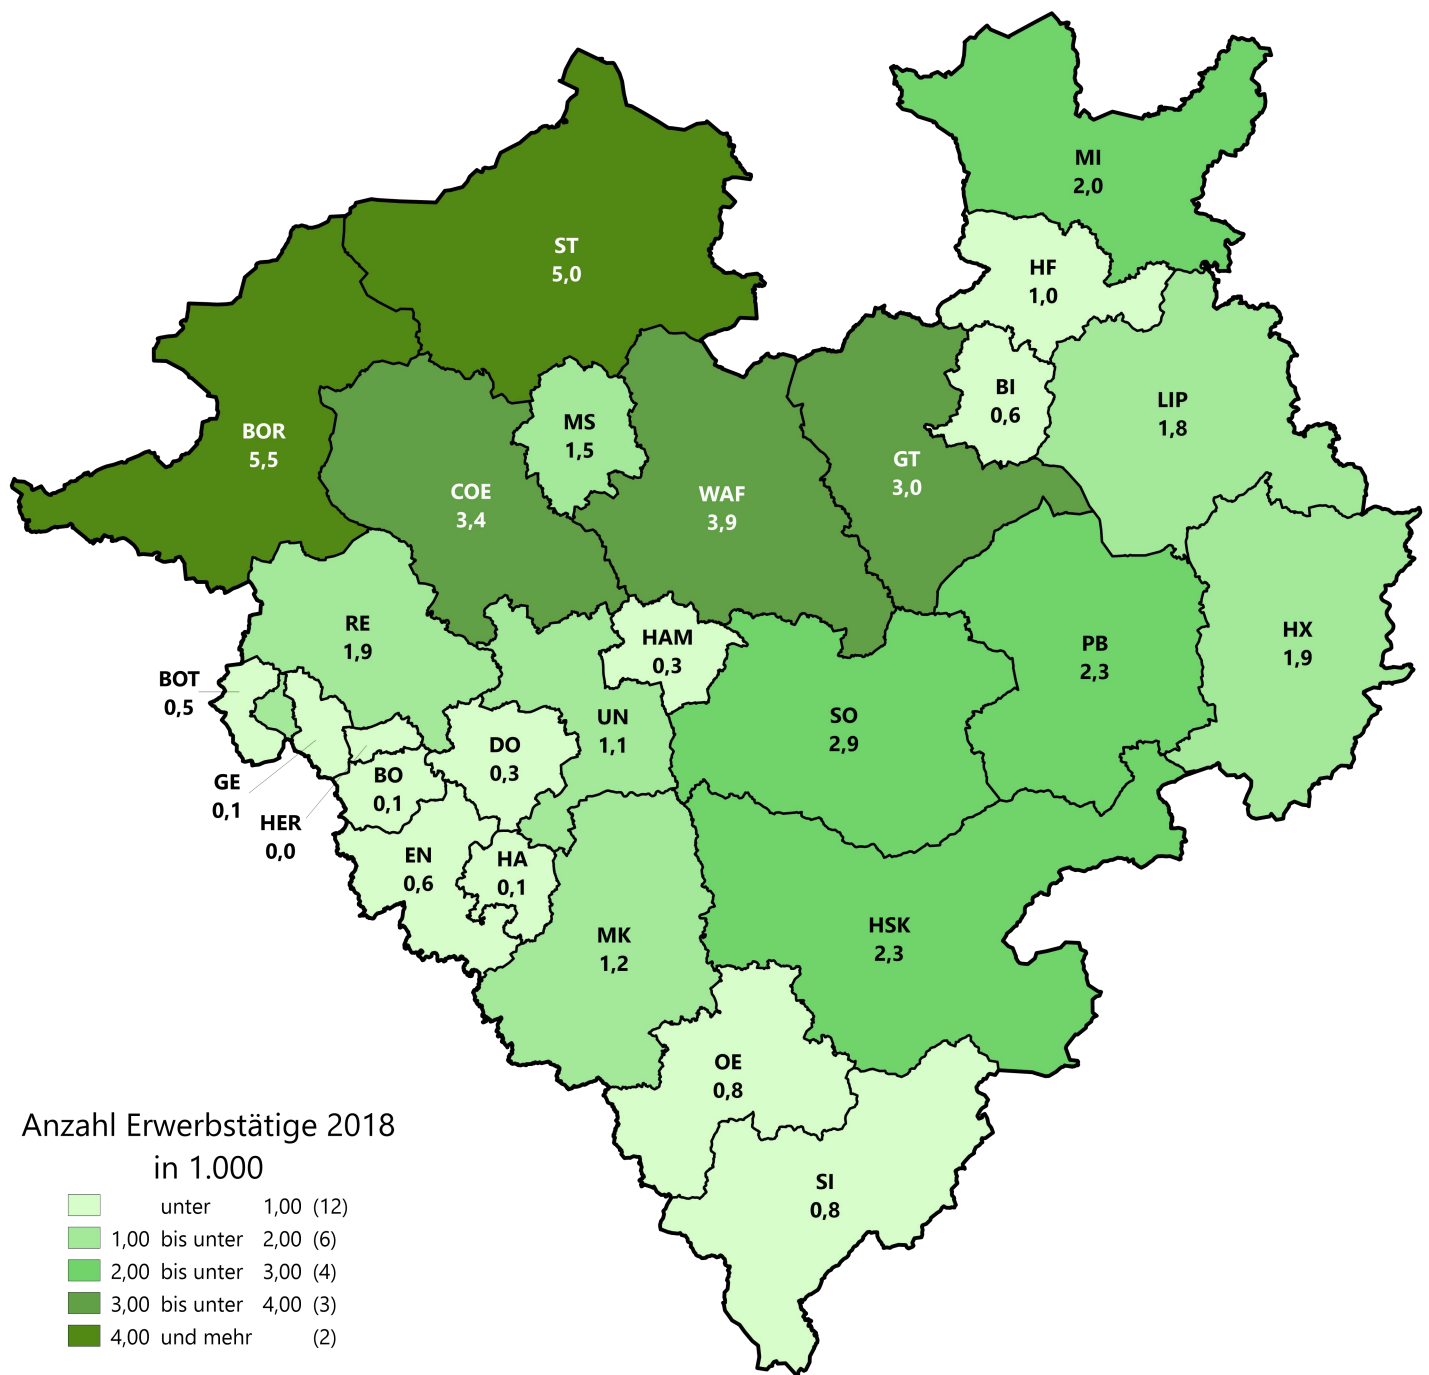 MI
2,0
ST
5,0
HF
1,0
BI
0,6
LIP
1,8
MS
1,5
BOR
5,5
GT
3,0
COE
3,4
WAF
3,9
RE
1,9
HAM
0,3
HX
1,9
PB
2,3
BOT
0,5
UN
1,1
SO
2,9
DO
0,3
GE
0,1
BO
0,1
HER
0,0
EN
0,6
HA
0,1
MK
1,2
HSK
2,3
OE
0,8
SI
0,8
Anzahl Erwerbstätige 2018
in 1.000
unter 1,00 (12)
1,00 bis unter 2,00 (6)
2,00 bis unter 3,00 (4)
3,00 bis unter 4,00 (3)
4,00 und mehr (2)